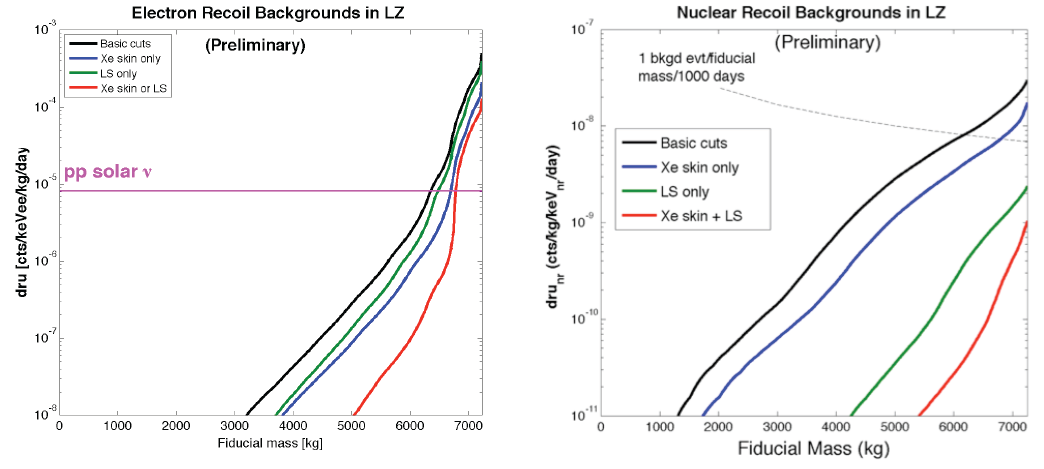 Electron Recoil Backgrounds in LZ
(Preliminary)
Basic cuts
Xe skin only
LS only
Xe skin or LS
pp solar ν
dru [cts/keVee/kg/day]
10^-3
10^-4
10^-5
10^-6
10^-7
10^-8
0 1000 2000 3000 4000 5000 6000 7000
Fiducial mass [kg]
Nuclear Recoil Backgrounds in LZ
(Preliminary)
1 bkgd evt/fiducial
mass/1000 days
Basic cuts
Xe skin only
LS only
Xe skin + LS
dru_nr (cts/kg/keV_nr/day)
10^-7
10^-8
10^-9
10^-10
10^-11
0 1000 2000 3000 4000 5000 6000 7000
Fiducial Mass (kg)